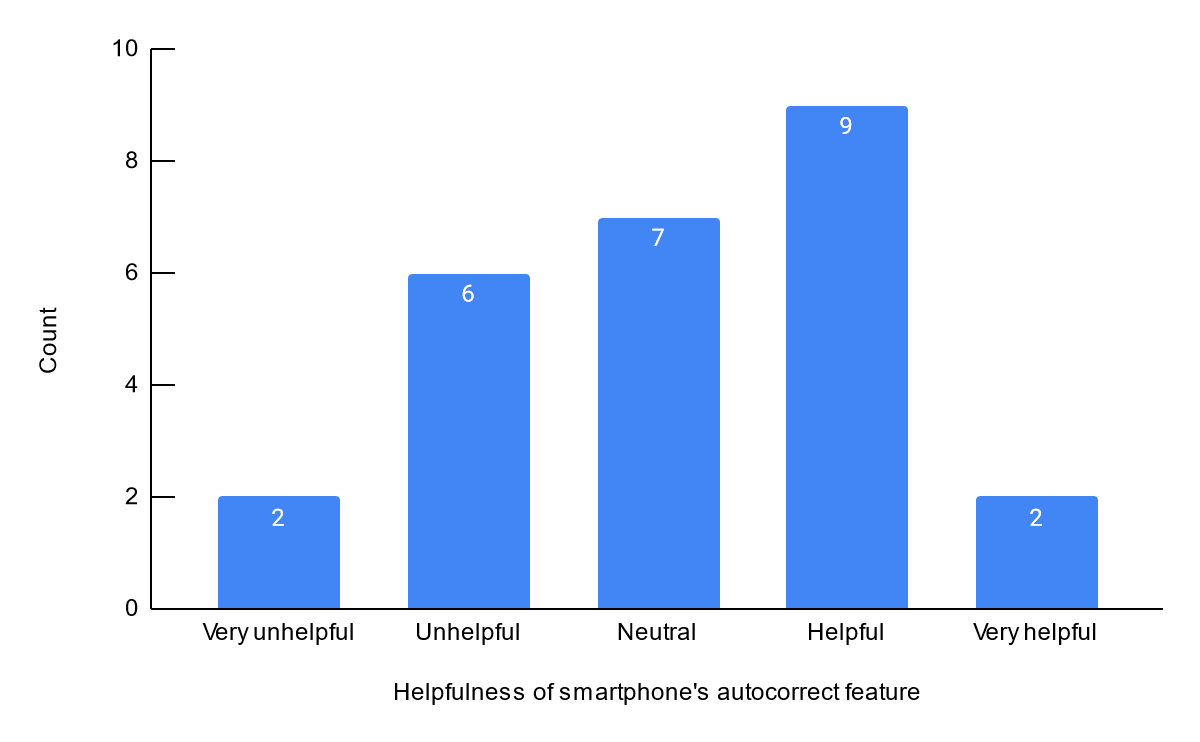 10
8
6
4
2
0
Count
2
6
7
9
2
Very unhelpful
Unhelpful
Neutral
Helpful
Very helpful
Helpfulness of smartphone's autocorrect feature